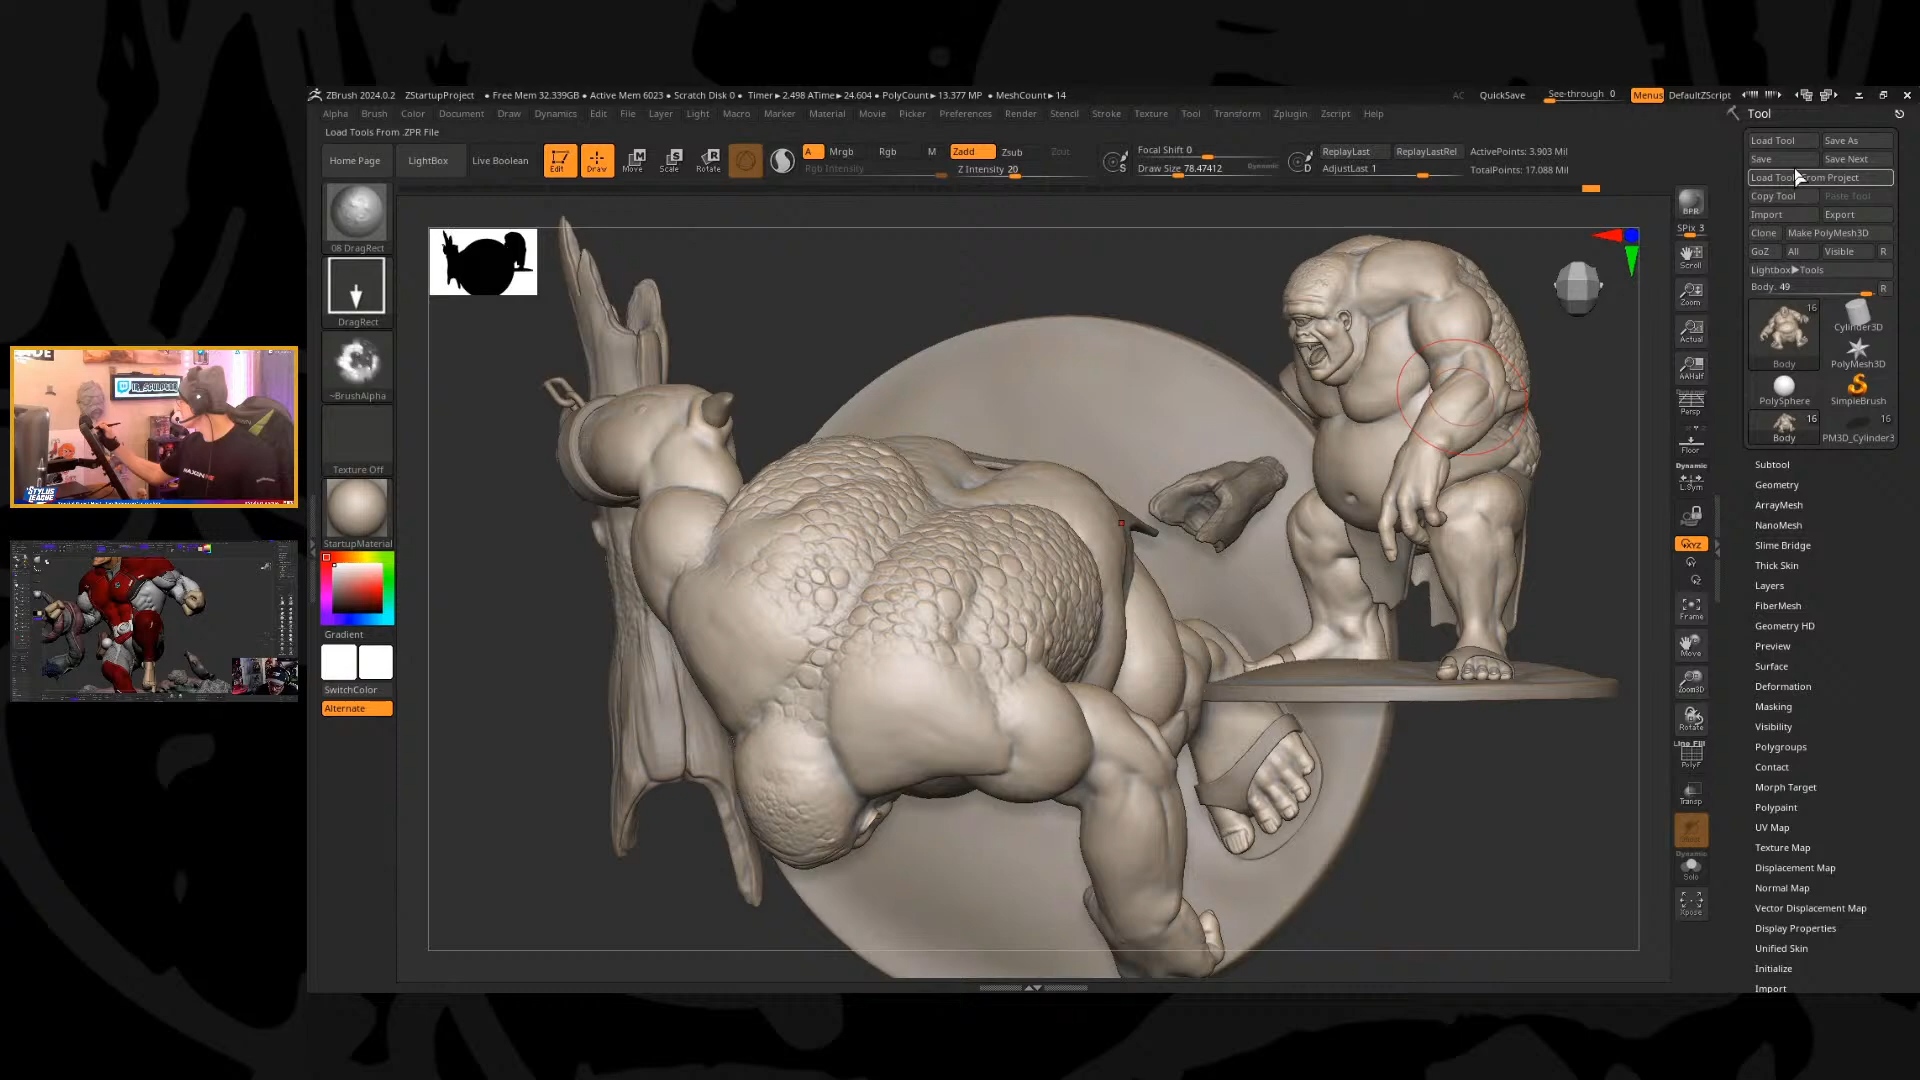 ZBrush 2024.0.2 ZStartupProject ● Free Mem 32.339GB ● Active Mem 6023 ● Scratch Disk 0 ● Timer►2.498 ATime►24.604 ● PolyCount►13.377 MP ● MeshCount►14
AC QuickSave See-through 0 Menus DefaultZScript
Alpha Brush Color Document Draw Dynamics Edit File Layer Light Macro Marker Material Movie Picker Preferences Render Stencil Stroke Texture Tool Transform Zplugin Zscript Help
Load Tools From .ZPR File
Home Page LightBox Live Boolean
Edit Draw Move Scale Rotate
A Mrgb Rgb M Zadd Zsub Zcut
Rgb Intensity Z Intensity 20
Focal Shift 0
Draw Size 78.47412 Dynamic
ReplayLast ReplayLastRel
AdjustLast 1
ActivePoints: 3.903 Mil
TotalPoints: 17.088 Mil
08 DragRect
DragRect
~BrushAlpha
Texture Off
StartupMaterial
Gradient
SwitchColor
Alternate
BPR
SPix 3
Scroll
Zoom
Actual
AAHalf
Dynamic
Persp
Floor
Dynamic
L.Sym
XYZ
Y
Z
Frame
Move
Zoom3D
Rotate
Line Fill
PolyF
Transp
Dynamic
Solo
Xpose
Tool
Load Tool Save As
Save Save Next
Load Tool From Project
Copy Tool Paste Tool
Import Export
Clone Make PolyMesh3D
GoZ All Visible R
Lightbox►Tools
Body. 49 R
16
Body
Cylinder3D
PolyMesh3D
PolySphere
SimpleBrush
16
Body
16
PM3D_Cylinder3
Subtool
Geometry
ArrayMesh
NanoMesh
Slime Bridge
Thick Skin
Layers
FiberMesh
Geometry HD
Preview
Surface
Deformation
Masking
Visibility
Polygroups
Contact
Morph Target
Polypaint
UV Map
Texture Map
Displacement Map
Normal Map
Vector Displacement Map
Display Properties
Unified Skin
Initialize
Import
STYLUS
LEAGUE